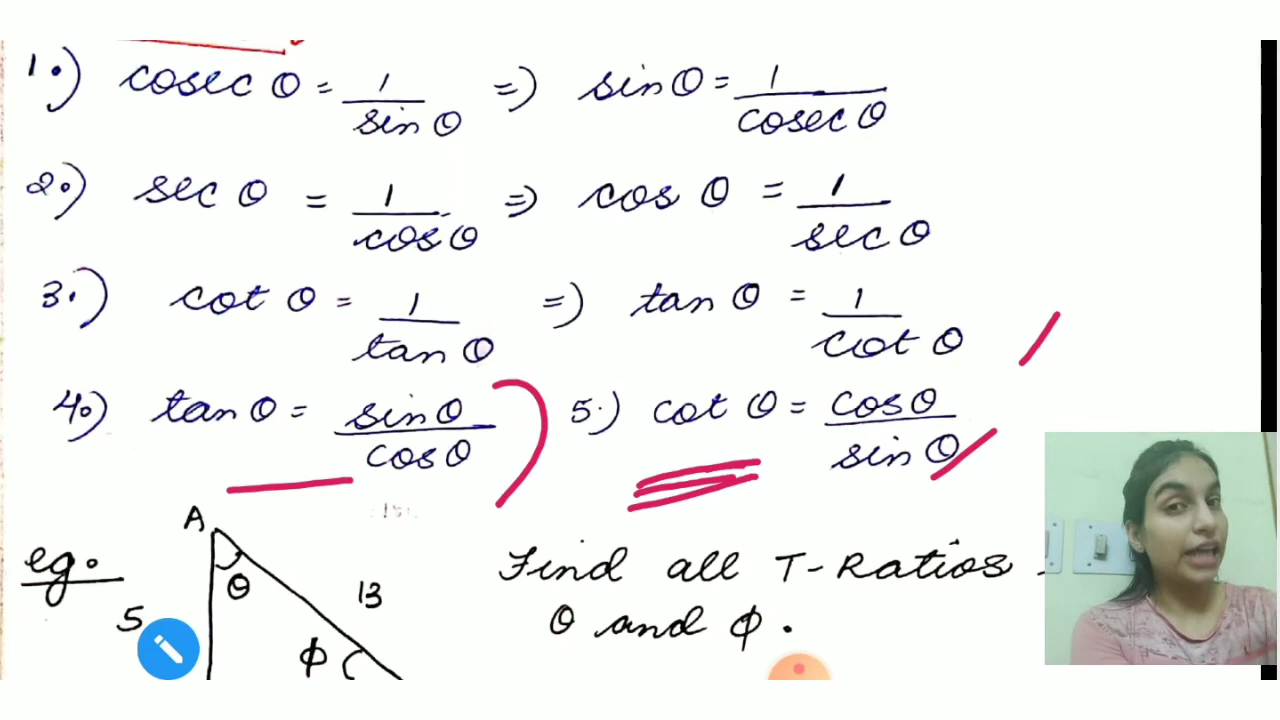 1.) cosec θ = 1/sin θ => sin θ = 1/cosec θ
2.) sec θ = 1/cos θ => cos θ = 1/sec θ
3.) cot θ = 1/tan θ => tan θ = 1/cot θ
4.) tan θ = sin θ/cos θ 5.) cot θ = cos θ/sin θ
eg. A
θ 5 13 ϕ
Find all T-Ratios
θ and ϕ.